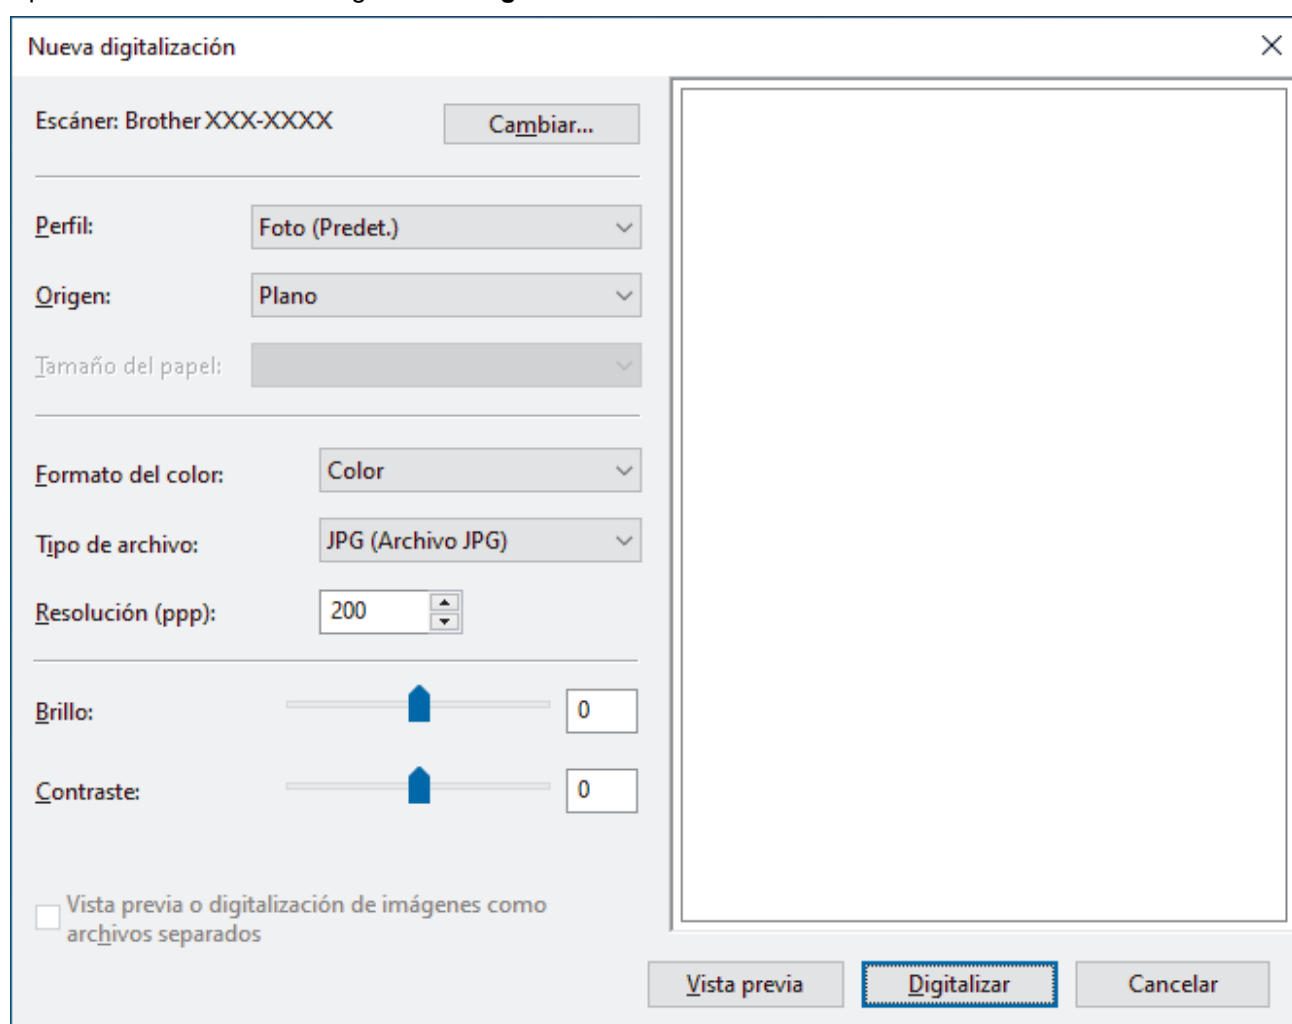 Nueva digitalización
Escáner: Brother XXX-XXXX
Cambiar...
Perfil:
Foto (Predet.)
Origen:
Plano
Tamaño del papel:
Formato del color:
Color
Tipo de archivo:
JPG (Archivo JPG)
Resolución (ppp):
200
Brillo:
0
Contraste:
0
Vista previa o digitalización de imágenes como
archivos separados
Vista previa
Digitalizar
Cancelar